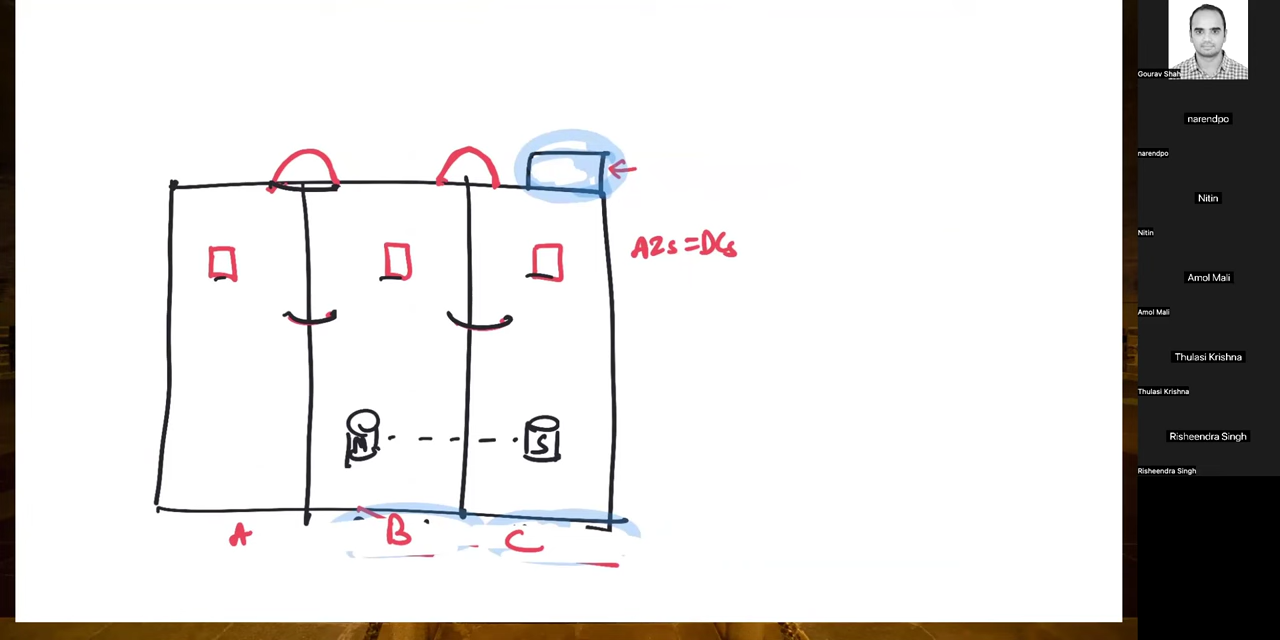 AZs = DCs
M
S
A
B
C
Gourav Shah
narendpo
narendpo
Nitin
Nitin
Amol Mali
Amol Mali
Thulasi Krishna
Thulasi Krishna
Risheendra Singh
Risheendra Singh